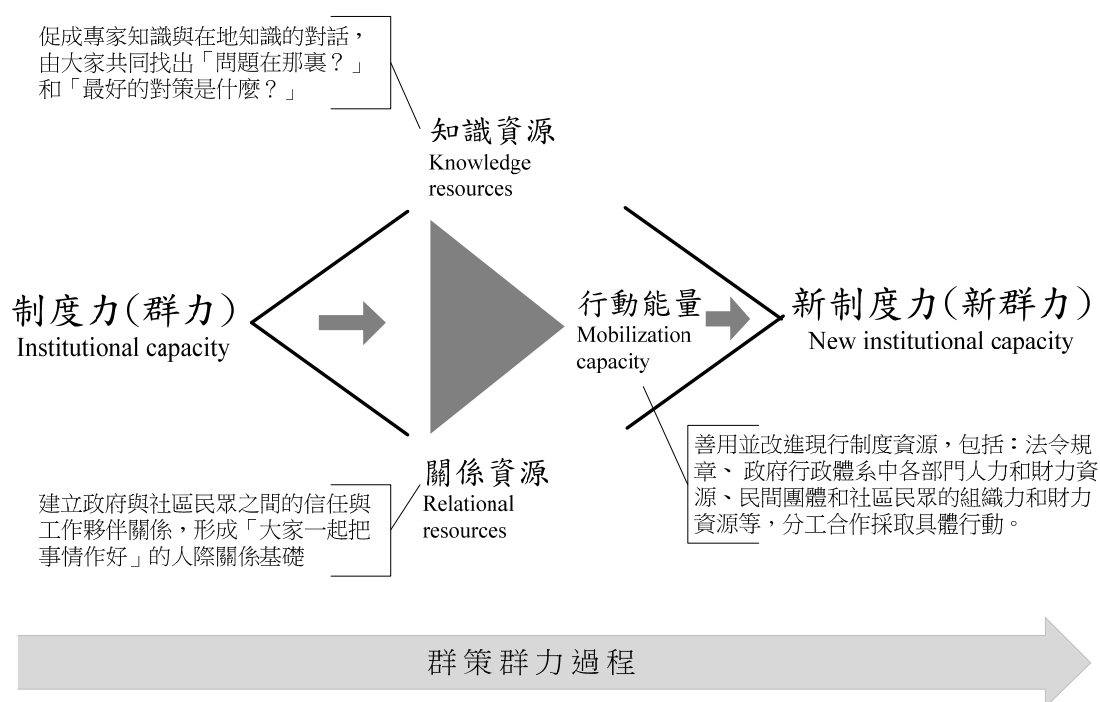 促成專家知識與在地知識的對話，
由大家共同找出「問題在那裏？」
和「最好的對策是什麼？」
知識資源
Knowledge
resources
制度力(群力)
Institutional capacity
行動能量
Mobilization
capacity
新制度力(新群力)
New institutional capacity
關係資源
Relational
resources
建立政府與社區民眾之間的信任與
工作夥伴關係，形成「大家一起把
事情作好」的人際關係基礎
善用並改進現行制度資源，包括：法令規
章、 政府行政體系中各部門人力和財力資
源、民間團體和社區民眾的組織力和財力
資源等，分工合作採取具體行動。
群策群力過程